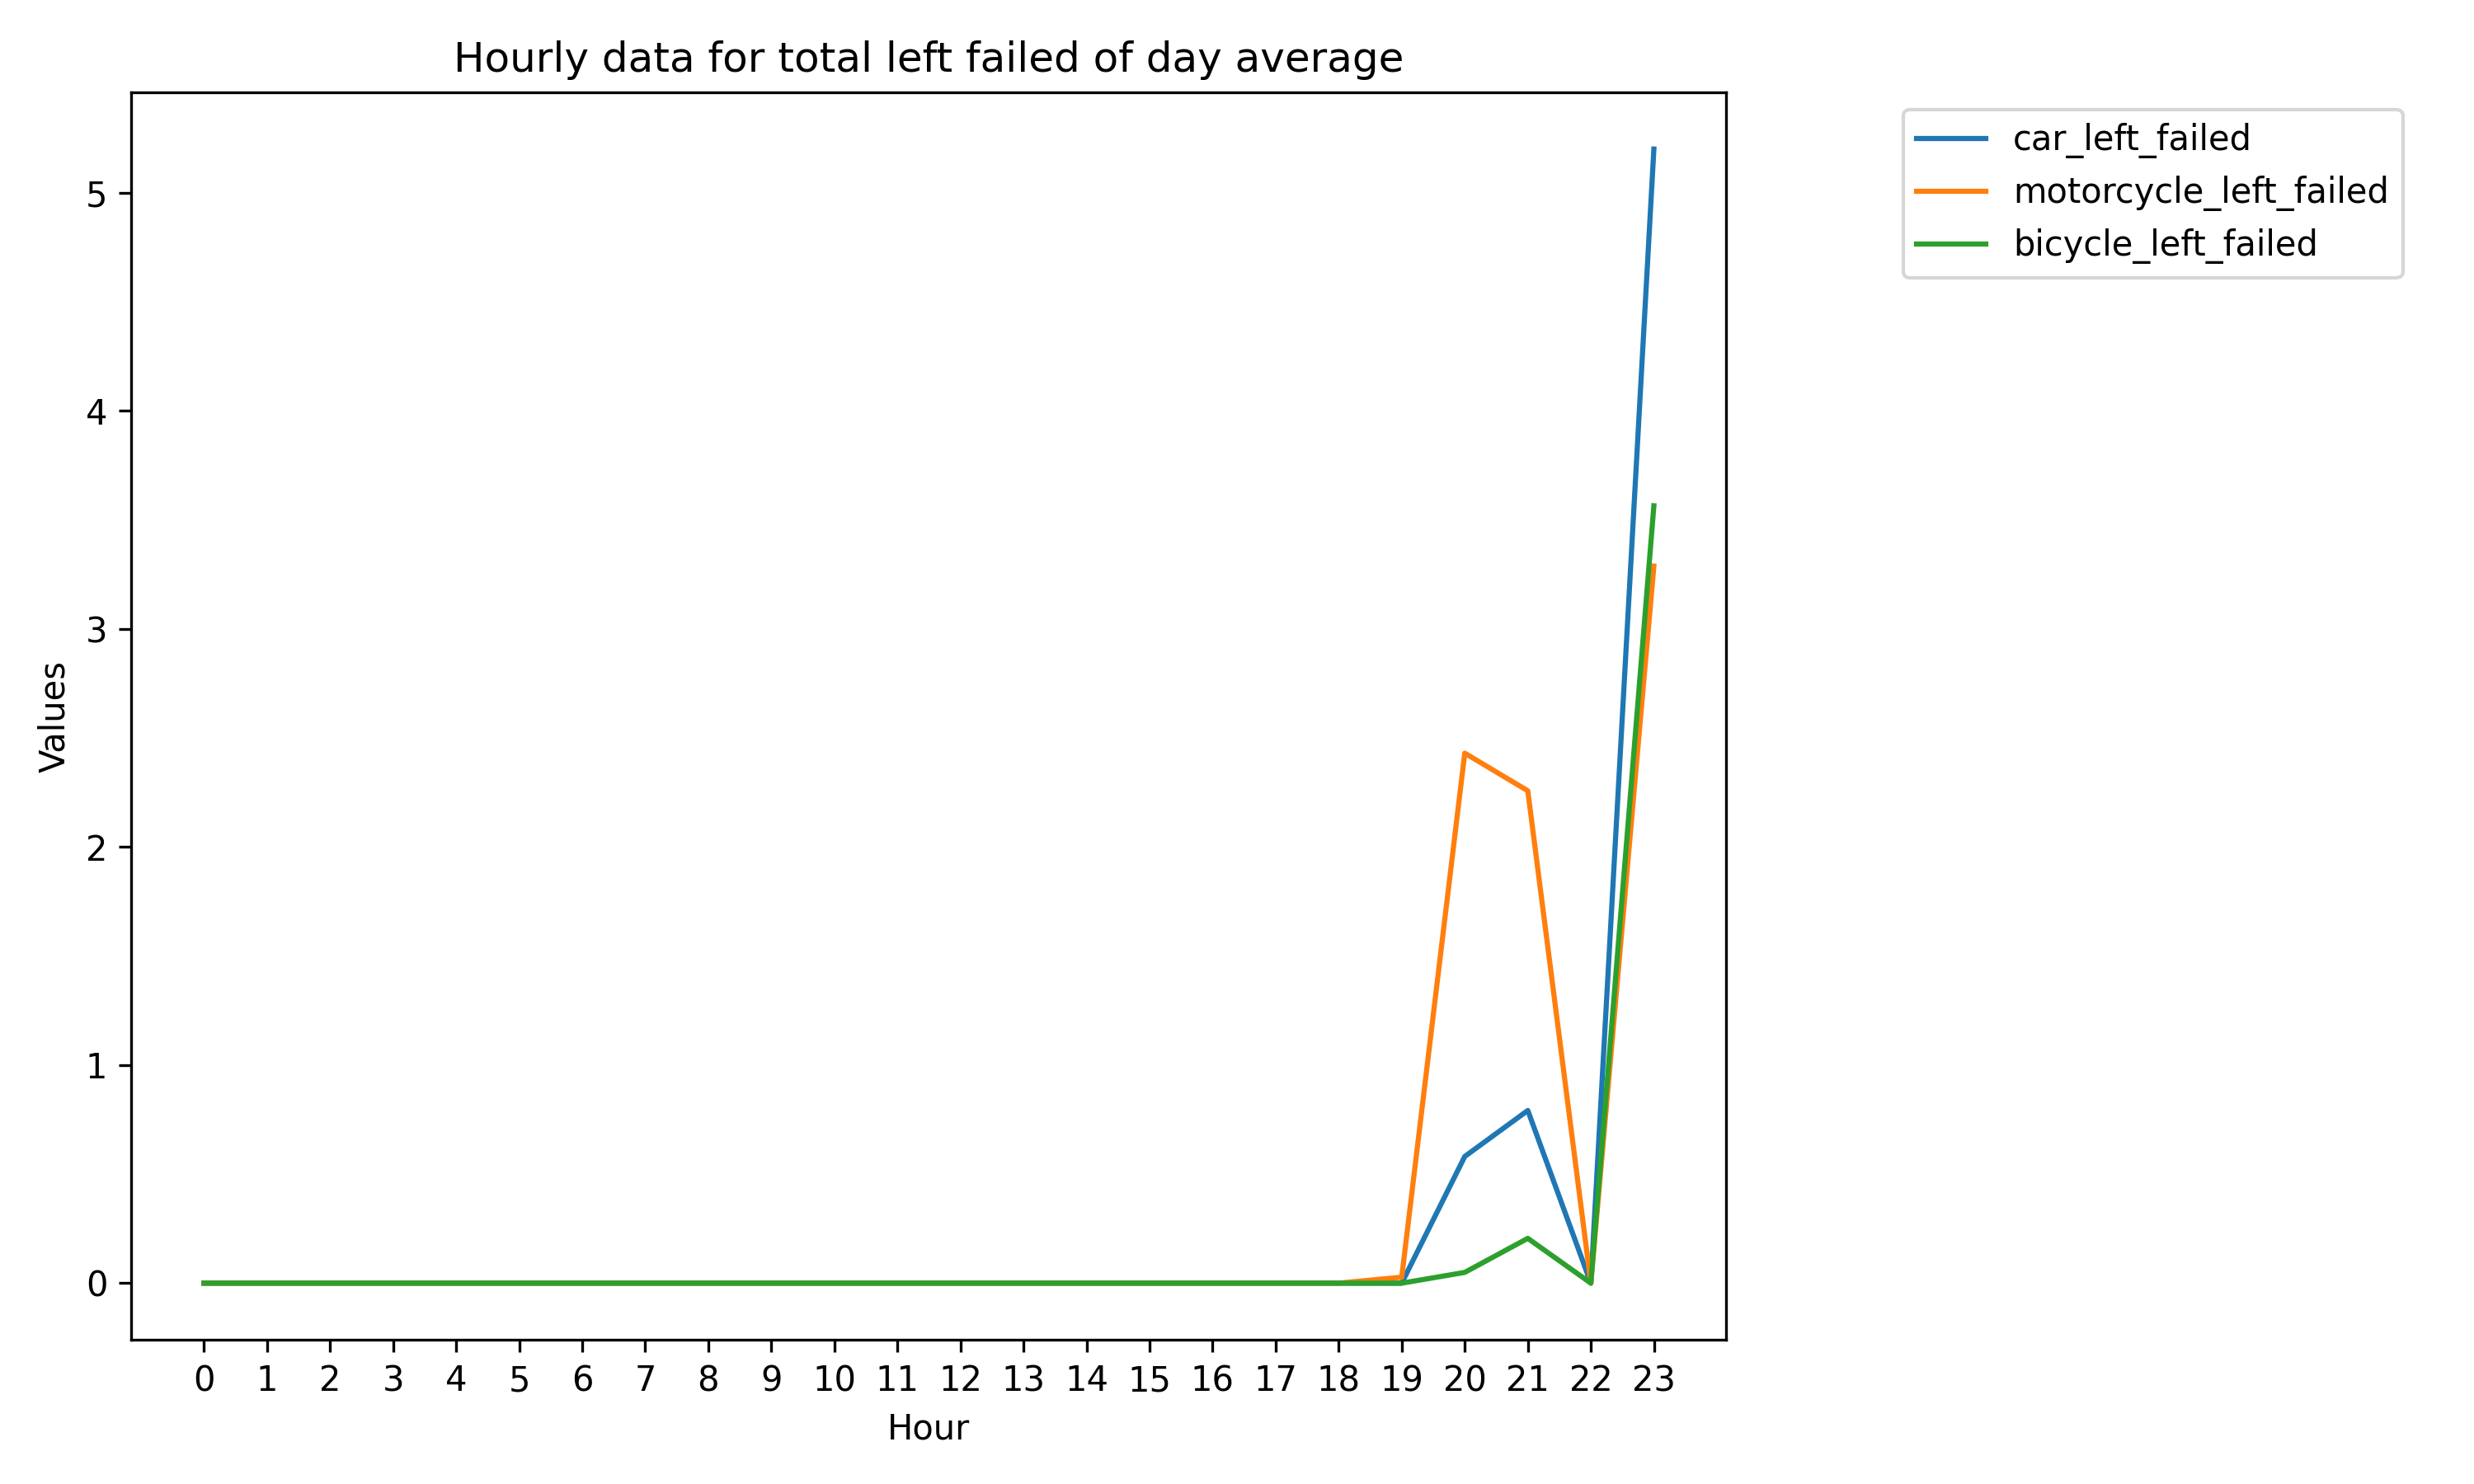 Hourly data for total left failed of day average
car_left_failed
motorcycle_left_failed
bicycle_left_failed
Values
5
4
3
2
1
0
0 1 2 3 4 5 6 7 8 9 10 11 12 13 14 15 16 17 18 19 20 21 22 23
Hour